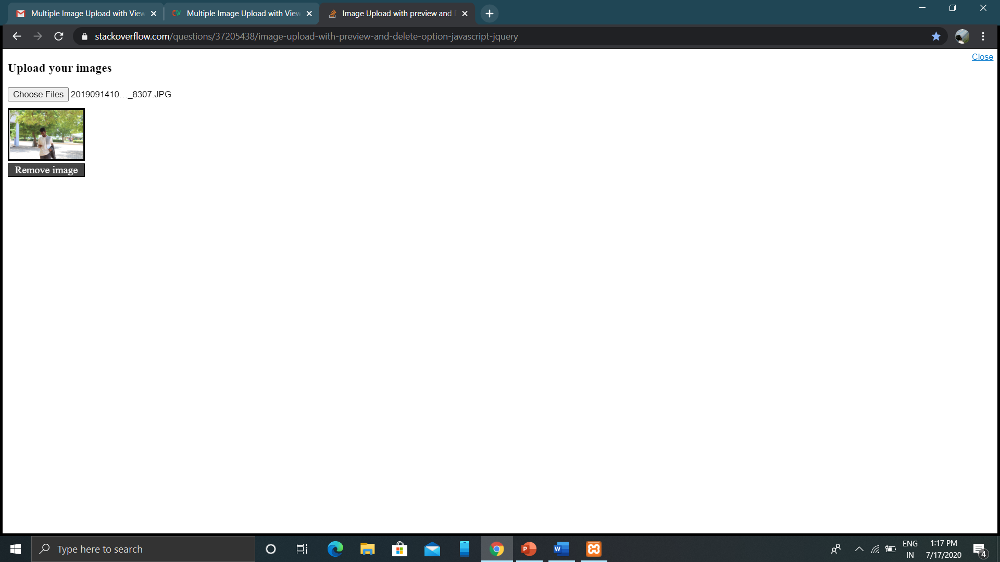 Multiple Image Upload with View
Multiple Image Upload with View
Image Upload with preview and
stackoverflow.com/questions/37205438/image-upload-with-preview-and-delete-option-javascript-jquery
Close
Upload your images
Choose Files 2019091410…_8307.JPG
Remove image
Type here to search
P
W
ENG
IN
1:17 PM
7/17/2020
4